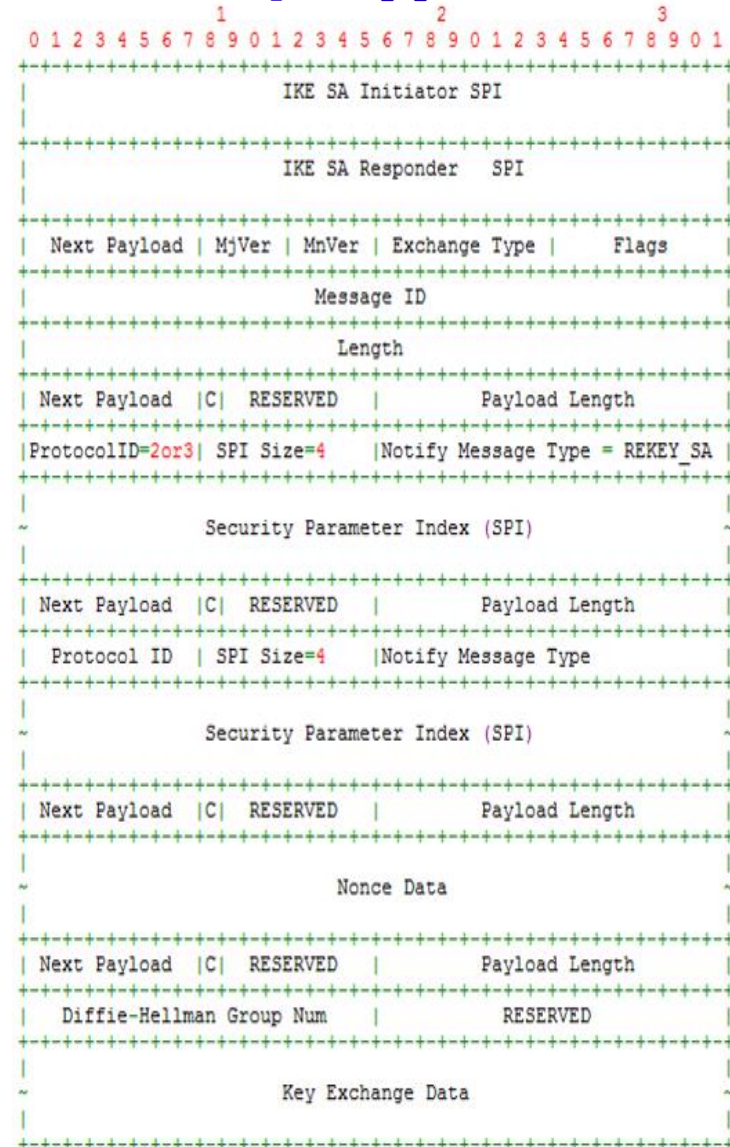 1 2 3
0 1 2 3 4 5 6 7 8 9 0 1 2 3 4 5 6 7 8 9 0 1 2 3 4 5 6 7 8 9 0 1
+-+-+-+-+-+-+-+-+-+-+-+-+-+-+-+-+-+-+-+-+-+-+-+-+-+-+-+-+-+-+-+-+
| IKE SA Initiator SPI |
| |
+-+-+-+-+-+-+-+-+-+-+-+-+-+-+-+-+-+-+-+-+-+-+-+-+-+-+-+-+-+-+-+-+
| IKE SA Responder SPI |
| |
+-+-+-+-+-+-+-+-+-+-+-+-+-+-+-+-+-+-+-+-+-+-+-+-+-+-+-+-+-+-+-+-+
| Next Payload | MjVer | MnVer | Exchange Type | Flags |
+-+-+-+-+-+-+-+-+-+-+-+-+-+-+-+-+-+-+-+-+-+-+-+-+-+-+-+-+-+-+-+-+
| Message ID |
+-+-+-+-+-+-+-+-+-+-+-+-+-+-+-+-+-+-+-+-+-+-+-+-+-+-+-+-+-+-+-+-+
| Length |
+-+-+-+-+-+-+-+-+-+-+-+-+-+-+-+-+-+-+-+-+-+-+-+-+-+-+-+-+-+-+-+-+
| Next Payload |C| RESERVED | Payload Length |
+-+-+-+-+-+-+-+-+-+-+-+-+-+-+-+-+-+-+-+-+-+-+-+-+-+-+-+-+-+-+-+-+
|ProtocolID=2or3| SPI Size=4 |Notify Message Type = REKEY_SA |
+-+-+-+-+-+-+-+-+-+-+-+-+-+-+-+-+-+-+-+-+-+-+-+-+-+-+-+-+-+-+-+-+
| |
~ Security Parameter Index (SPI) ~
| |
+-+-+-+-+-+-+-+-+-+-+-+-+-+-+-+-+-+-+-+-+-+-+-+-+-+-+-+-+-+-+-+-+
| Next Payload |C| RESERVED | Payload Length |
+-+-+-+-+-+-+-+-+-+-+-+-+-+-+-+-+-+-+-+-+-+-+-+-+-+-+-+-+-+-+-+-+
| Protocol ID | SPI Size=4 |Notify Message Type |
+-+-+-+-+-+-+-+-+-+-+-+-+-+-+-+-+-+-+-+-+-+-+-+-+-+-+-+-+-+-+-+-+
| |
~ Security Parameter Index (SPI) ~
| |
+-+-+-+-+-+-+-+-+-+-+-+-+-+-+-+-+-+-+-+-+-+-+-+-+-+-+-+-+-+-+-+-+
| Next Payload |C| RESERVED | Payload Length |
+-+-+-+-+-+-+-+-+-+-+-+-+-+-+-+-+-+-+-+-+-+-+-+-+-+-+-+-+-+-+-+-+
| |
~ Nonce Data ~
| |
+-+-+-+-+-+-+-+-+-+-+-+-+-+-+-+-+-+-+-+-+-+-+-+-+-+-+-+-+-+-+-+-+
| Next Payload |C| RESERVED | Payload Length |
+-+-+-+-+-+-+-+-+-+-+-+-+-+-+-+-+-+-+-+-+-+-+-+-+-+-+-+-+-+-+-+-+
| Diffie-Hellman Group Num | RESERVED |
+-+-+-+-+-+-+-+-+-+-+-+-+-+-+-+-+-+-+-+-+-+-+-+-+-+-+-+-+-+-+-+-+
| |
~ Key Exchange Data ~
| |
+-+-+-+-+-+-+-+-+-+-+-+-+-+-+-+-+-+-+-+-+-+-+-+-+-+-+-+-+-+-+-+-+